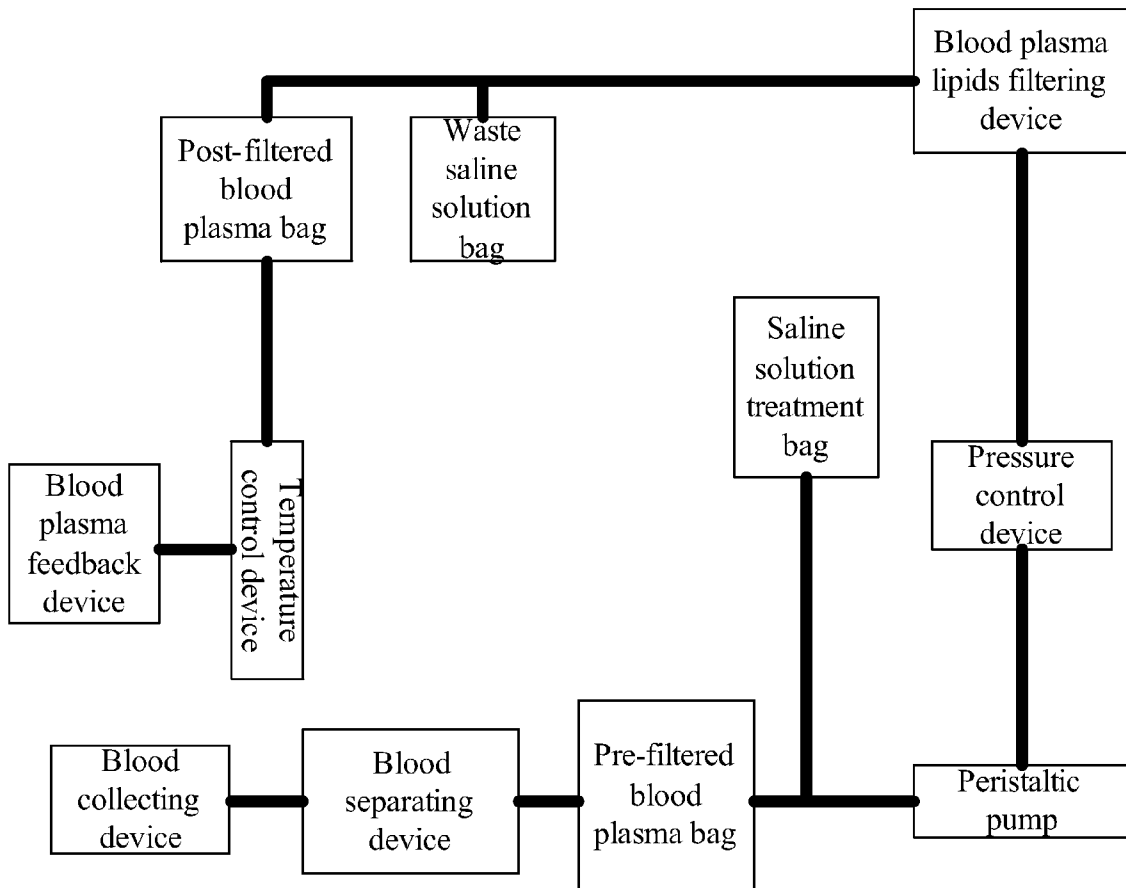 Blood plasma
lipids filtering
device
Post-filtered
blood
plasma bag
Waste
saline
solution
bag
Saline
solution
treatment
bag
Pressure
control
device
Blood
plasma
feedback
device
Temperature
control device
Blood
collecting
device
Blood
separating
device
Pre-filtered
blood
plasma bag
Peristaltic
pump